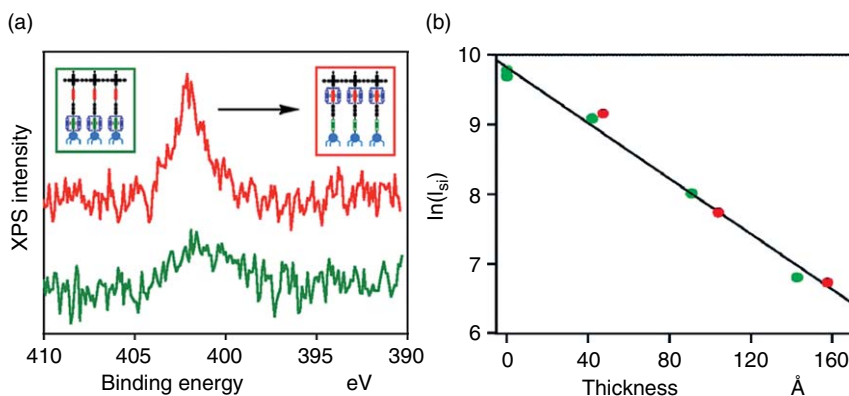 (a)
XPS intensity
410
405
400
395
390
Binding energy
eV
(b)
ln(I_si)
10
9
8
7
6
0
40
80
120
160
Thickness
Å